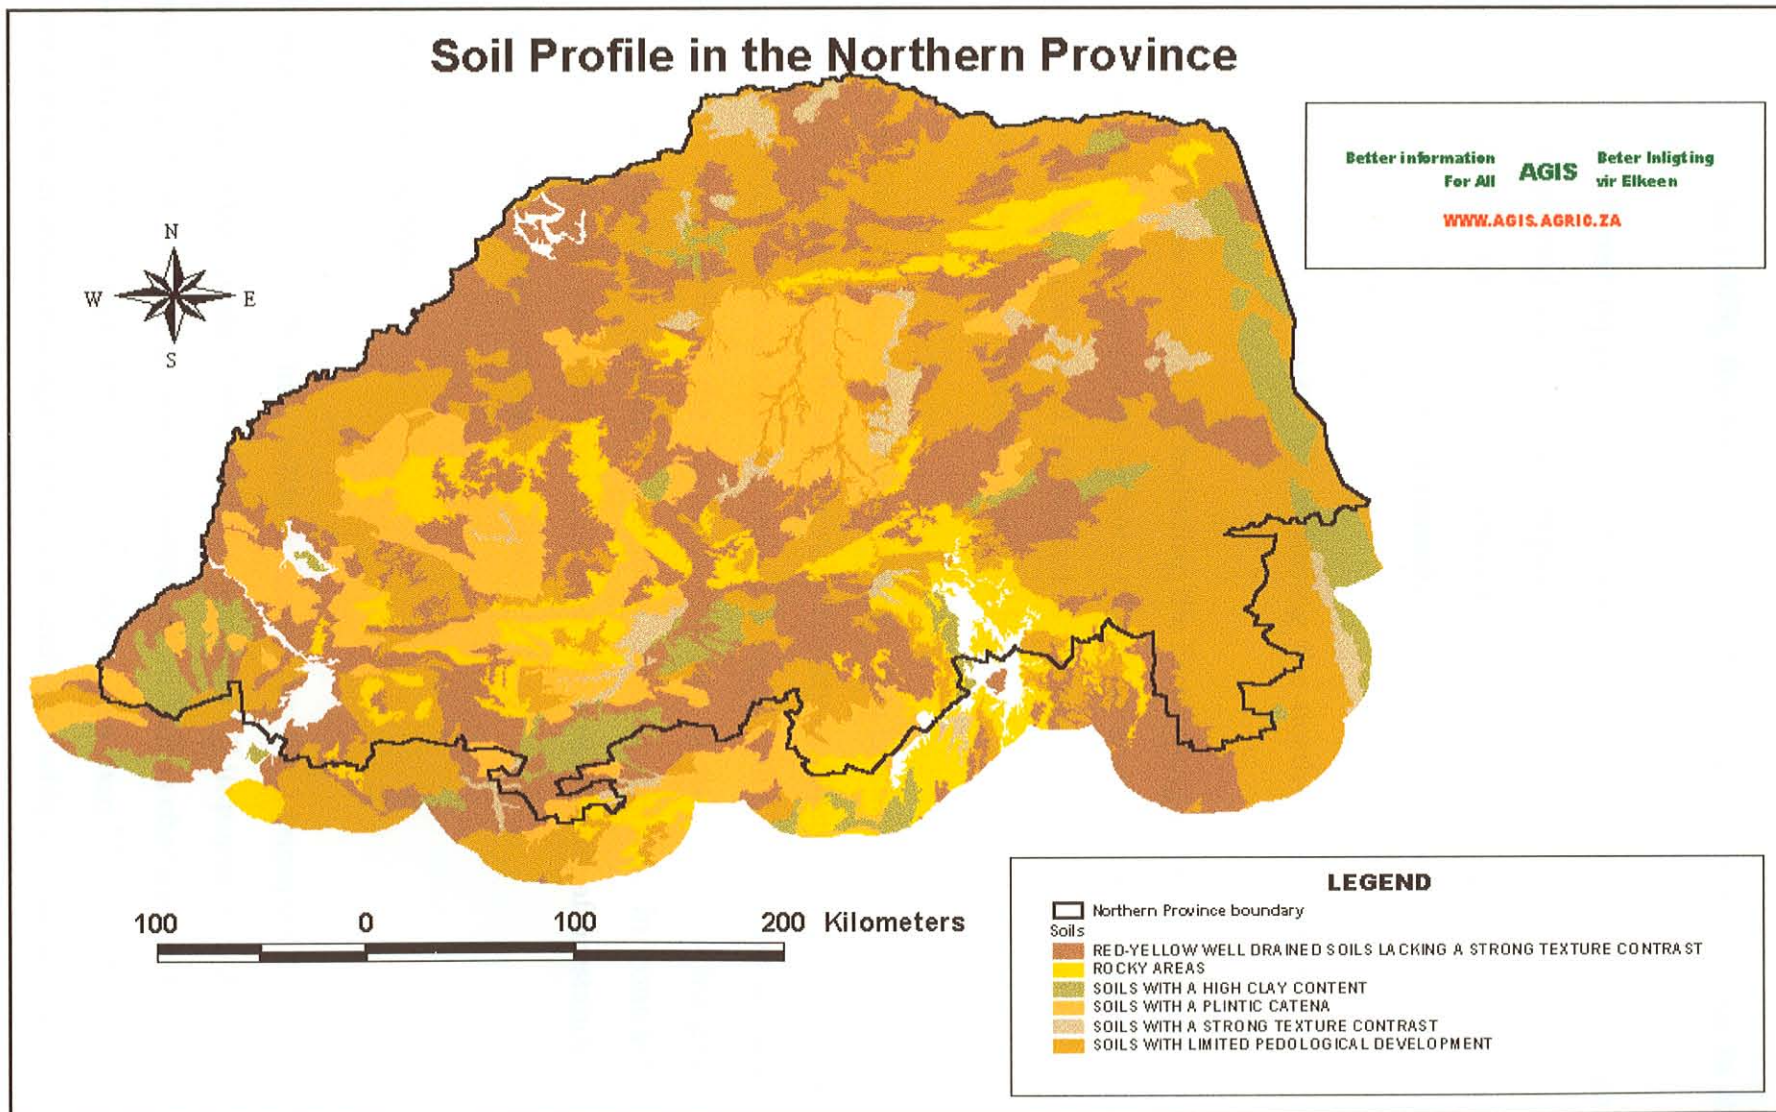 Soil Profile in the Northern Province
Better information
For All
AGIS
Beter Inligting
vir Elkeen
WWW.AGIS.AGRIC.ZA
N
W
E
S
100 0 100 200 Kilometers
LEGEND
Northern Province boundary
Soils
RED-YELLOW WELL DRAINED SOILS LACKING A STRONG TEXTURE CONTRAST
ROCKY AREAS
SOILS WITH A HIGH CLAY CONTENT
SOILS WITH A PLINTIC CATENA
SOILS WITH A STRONG TEXTURE CONTRAST
SOILS WITH LIMITED PEDOLOGICAL DEVELOPMENT